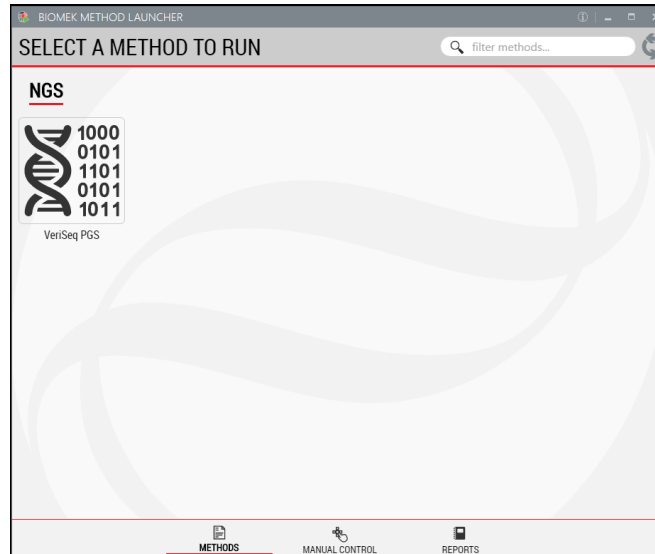 BIOMEK METHOD LAUNCHER
SELECT A METHOD TO RUN
filter methods...
NGS
1000
0101
1101
0101
1011
VeriSeq PGS
METHODS
MANUAL CONTROL
REPORTS